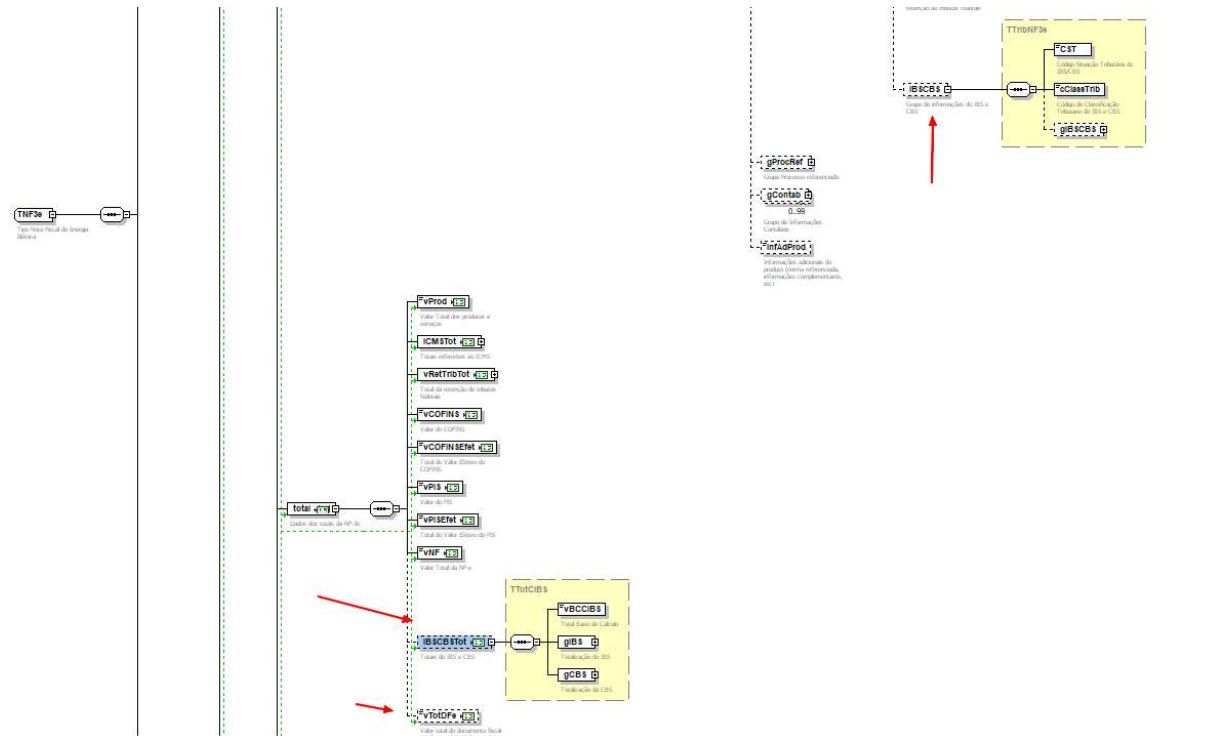 TTribNF3e
CST
Código Situação Tributária do
IBS/CBS
IBSCBS
Grupo de informações do IBS e
CBS
cClassTrib
Código de Classificação
Tributária do IBS e CBS
gIBSCBS
gProcRef
Grupo Processo referenciado
gContab
0..99
Grupo de Informações
Contábeis
infAdProd
Informações adicionais do
produto (norma referenciada,
informações complementares,
etc)
TNF3e
Tipo Nota Fiscal de Energia
Elétrica
vProd
Valor Total dos produtos e
serviços
ICMSTot
Totais referentes ao ICMS
vRetTribTot
Total da retenção de tributos
federais
vCOFINS
Valor do COFINS
vCOFINSEfet
Total do Valor Efetivo do
COFINS
vPIS
Valor do PIS
total
Dados dos totais da NF3e
vPISEfet
Total do Valor Efetivo do PIS
vNF
Valor Total da NF-e
TTotCIBS
vBCCIBS
Total Base de Calculo
IBSCBSTot
Totais do IBS e CBS
gIBS
Totalização do IBS
gCBS
Totalização da CBS
vTotDFe
Valor total do documento fiscal